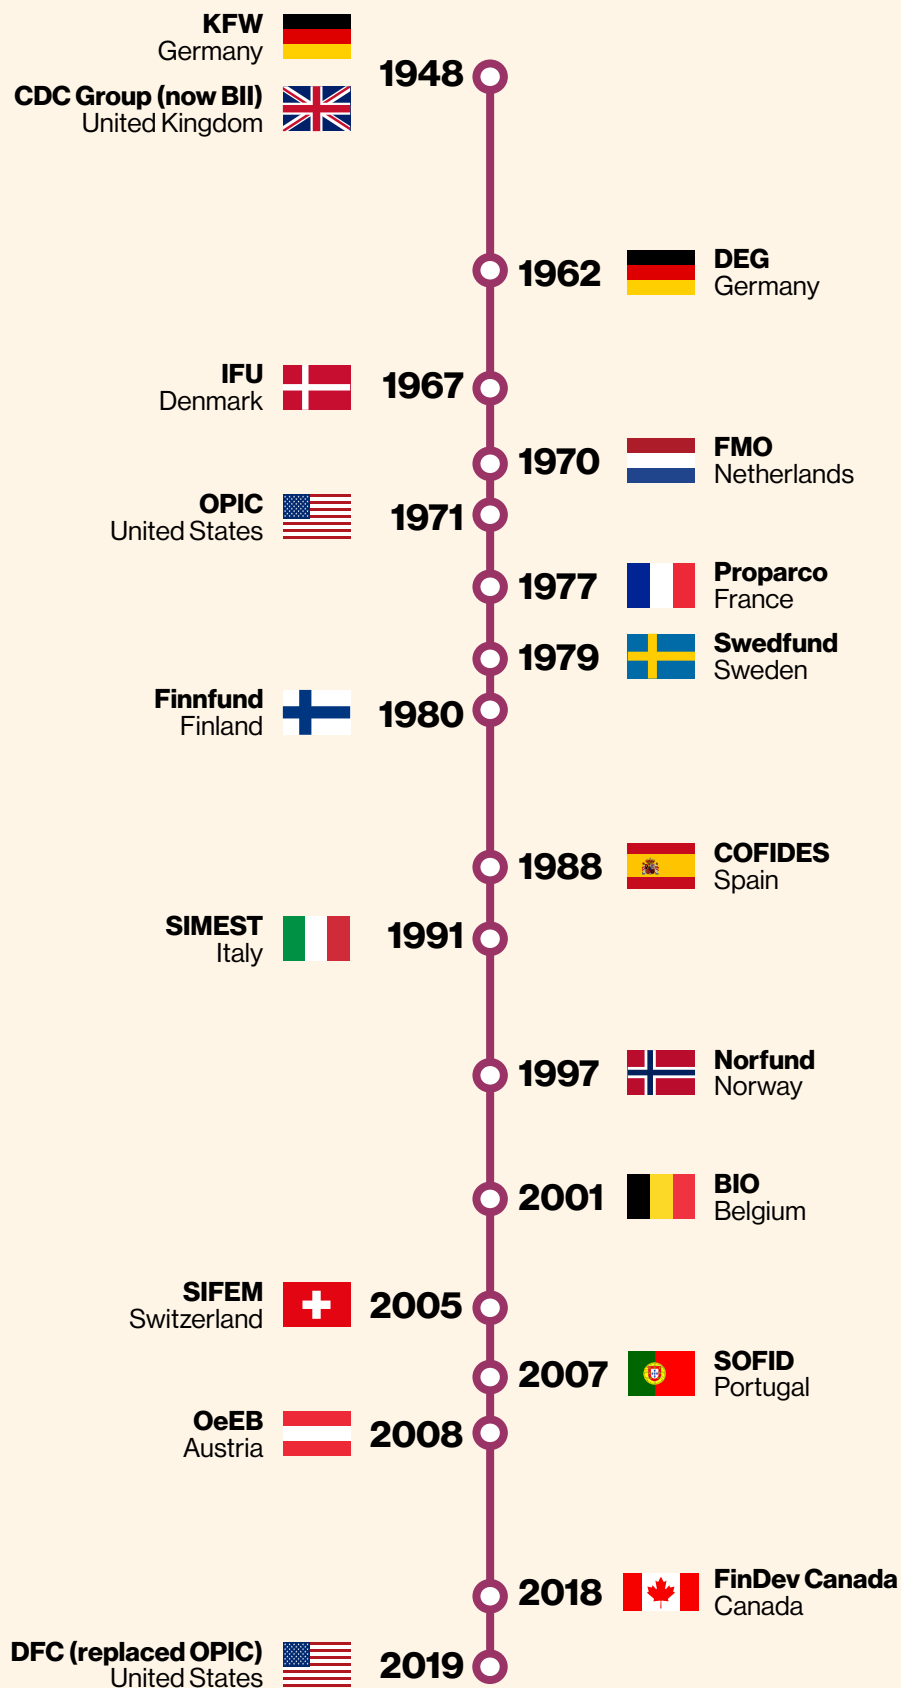 KFW
Germany
1948
CDC Group (now BII)
United Kingdom
1962
DEG
Germany
IFU
Denmark
1967
1970
FMO
Netherlands
OPIC
United States
1971
1977
Proparco
France
1979
Swedfund
Sweden
Finnfund
Finland
1980
1988
COFIDES
Spain
SIMEST
Italy
1991
1997
Norfund
Norway
2001
BIO
Belgium
SIFEM
Switzerland
2005
2007
SOFID
Portugal
OeEB
Austria
2008
2018
FinDev Canada
Canada
DFC (replaced OPIC)
United States
2019